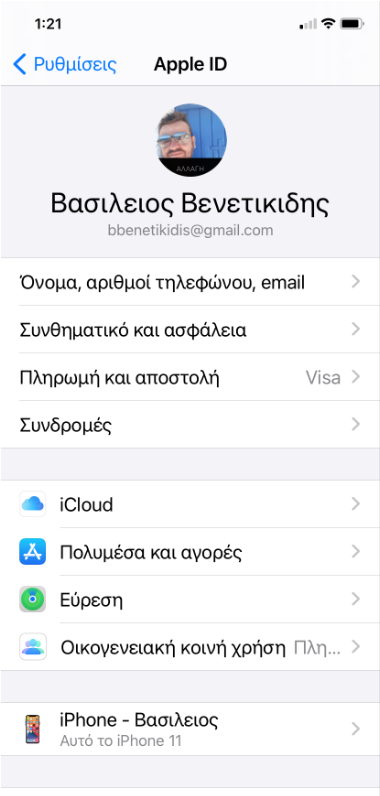 1:21
Ρυθμίσεις Apple ID
ΑΛΛΑΓΗ
Βασιλειος Βενετικιδης
bbenetikidis@gmail.com
Όνομα, αριθμοί τηλεφώνου, email
Συνθηματικό και ασφάλεια
Πληρωμή και αποστολή Visa
Συνδρομές
iCloud
Πολυμέσα και αγορές
Εύρεση
Οικογενειακή κοινή χρήση Πλη...
iPhone - Βασιλειος
Αυτό το iPhone 11